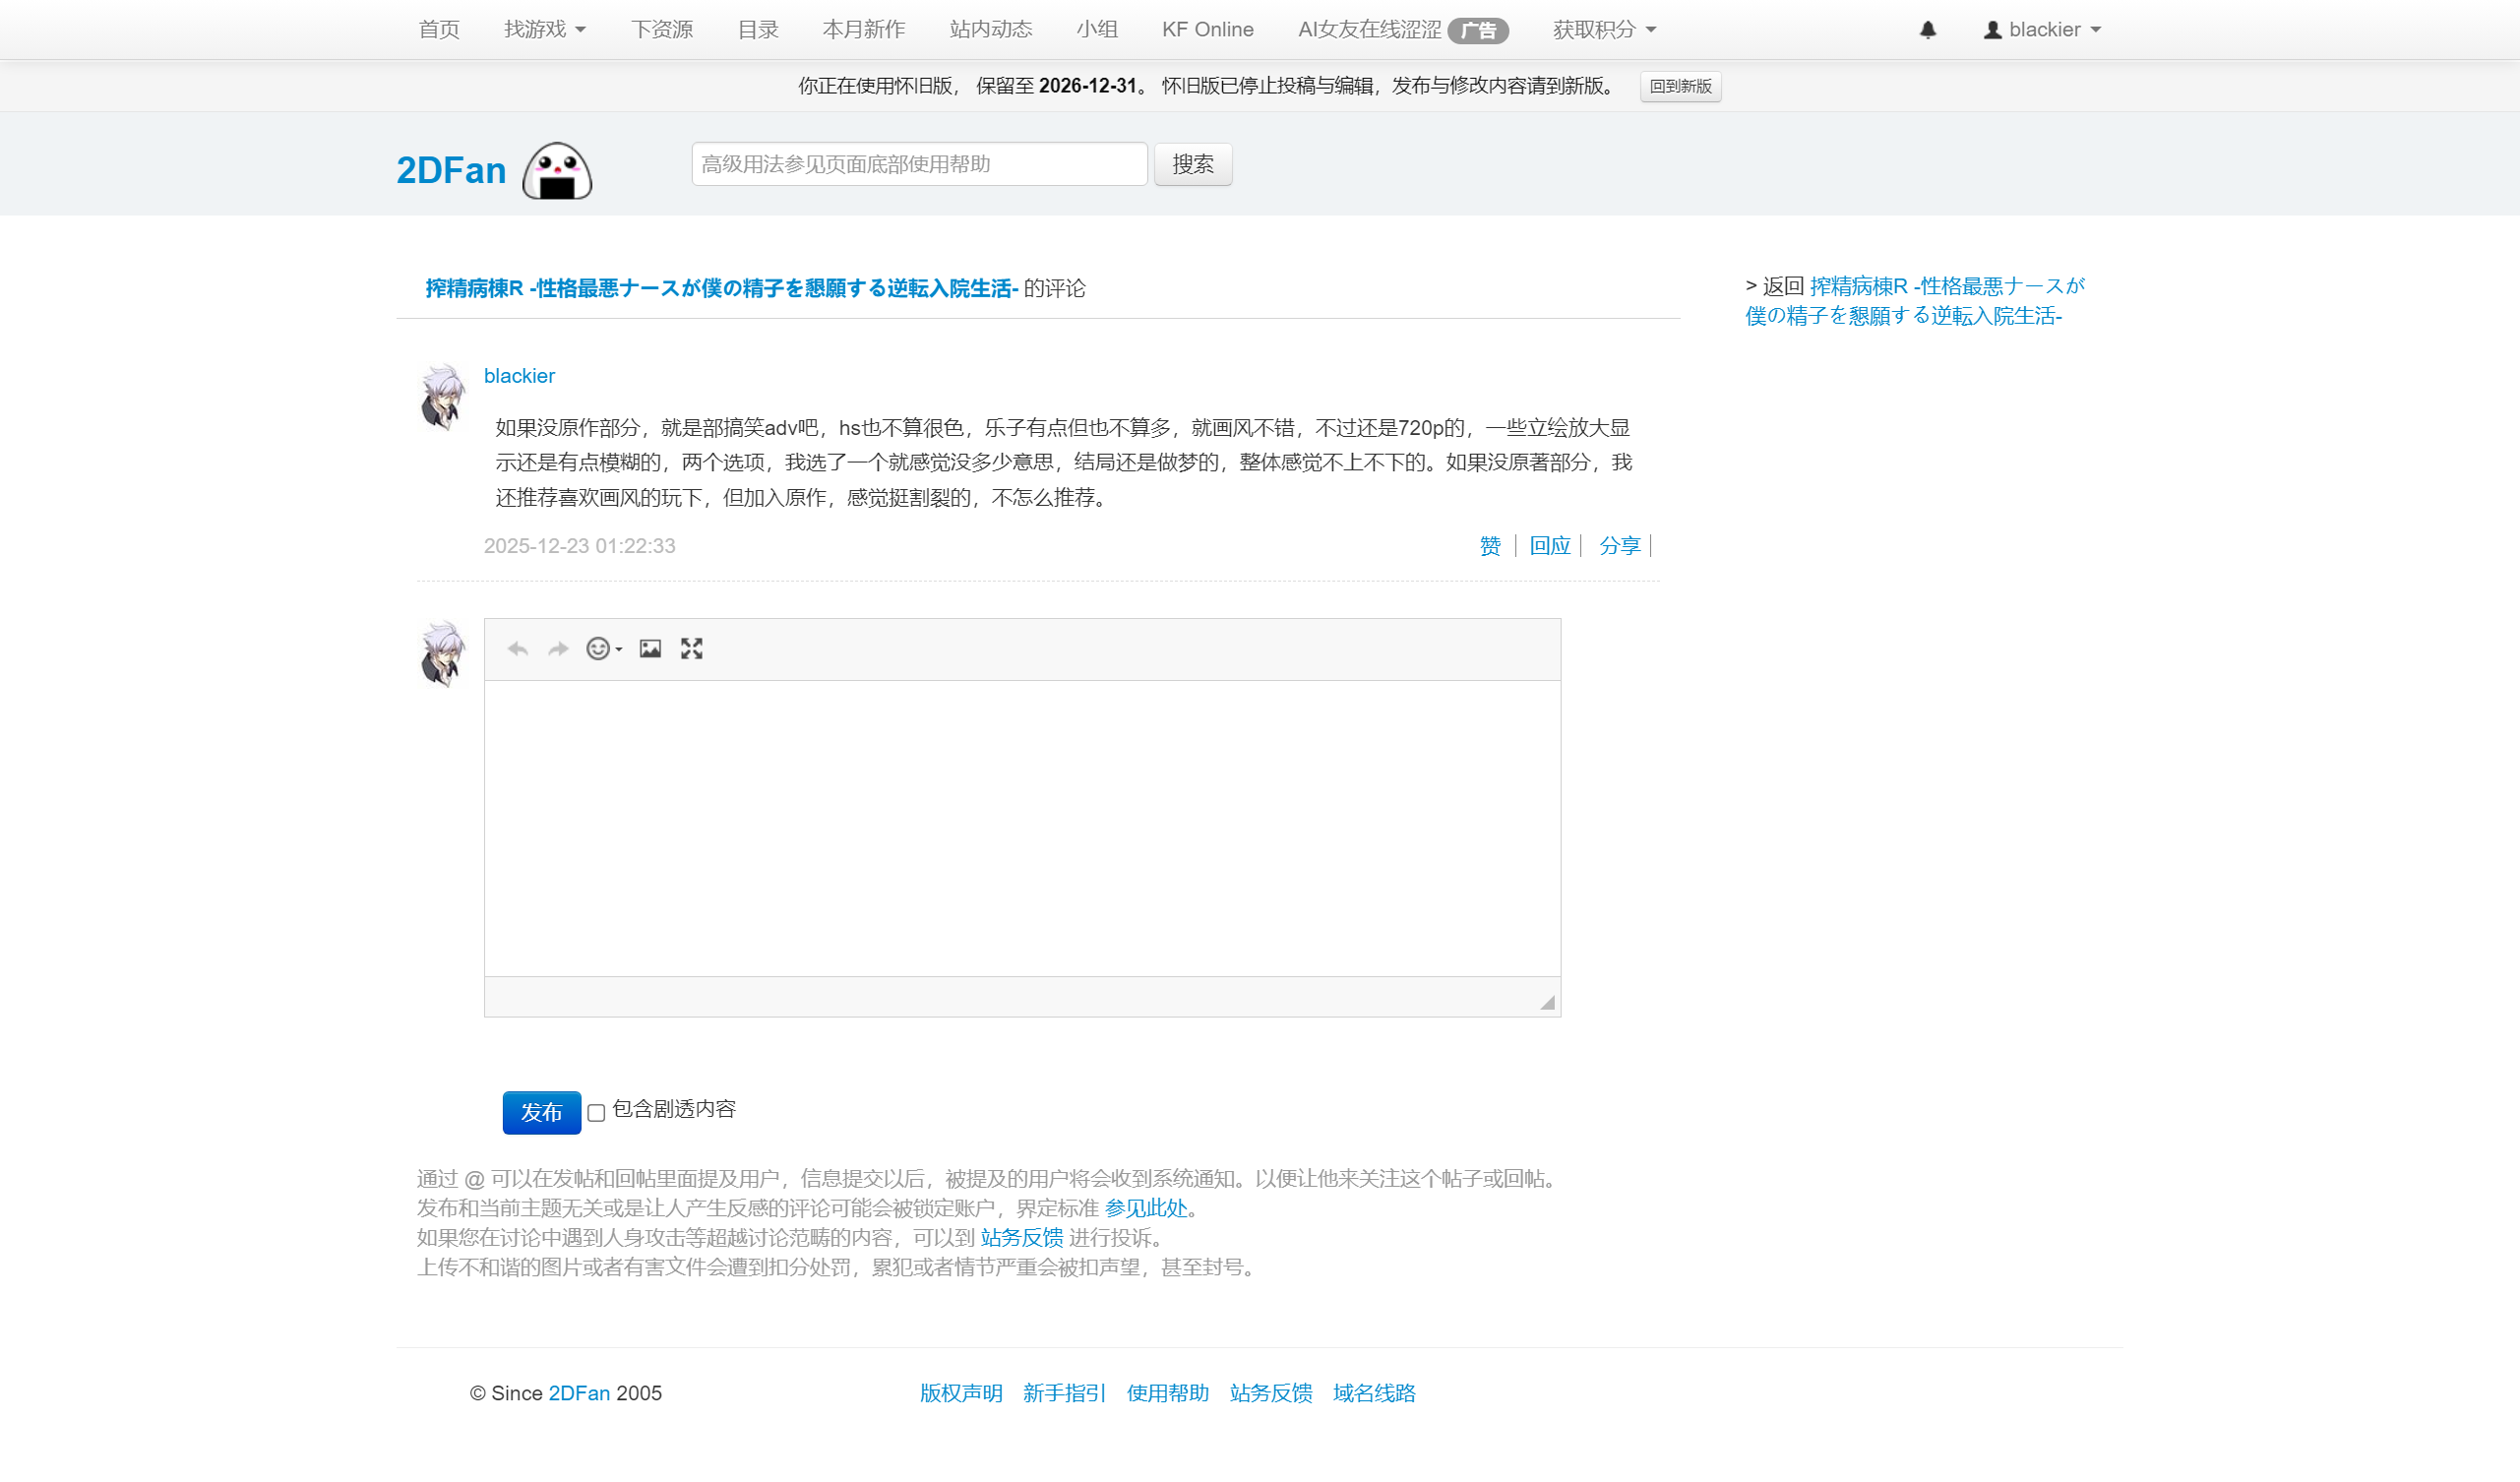 首页 找游戏 下资源 目录 本月新作 站内动态 小组 KF Online AI女友在线涩涩 广告 获取积分 blackier
你正在使用怀旧版， 保留至 2026-12-31。 怀旧版已停止投稿与编辑，发布与修改内容请到新版。 回到新版
2DFan 高级用法参见页面底部使用帮助 搜索
搾精病棟R -性格最悪ナースが僕の精子を懇願する逆転入院生活- 的评论
> 返回 搾精病棟R -性格最悪ナースが
僕の精子を懇願する逆転入院生活-
blackier
如果没原作部分，就是部搞笑adv吧，hs也不算很色，乐子有点但也不算多，就画风不错，不过还是720p的，一些立绘放大显
示还是有点模糊的，两个选项，我选了一个就感觉没多少意思，结局还是做梦的，整体感觉不上不下的。如果没原著部分，我
还推荐喜欢画风的玩下，但加入原作，感觉挺割裂的，不怎么推荐。
2025-12-23 01:22:33 赞 回应 分享
发布 包含剧透内容
通过 @ 可以在发帖和回帖里面提及用户，信息提交以后，被提及的用户将会收到系统通知。以便让他来关注这个帖子或回帖。
发布和当前主题无关或是让人产生反感的评论可能会被锁定账户，界定标准 参见此处。
如果您在讨论中遇到人身攻击等超越讨论范畴的内容，可以到 站务反馈 进行投诉。
上传不和谐的图片或者有害文件会遭到扣分处罚，累犯或者情节严重会被扣声望，甚至封号。
© Since 2DFan 2005 版权声明 新手指引 使用帮助 站务反馈 域名线路